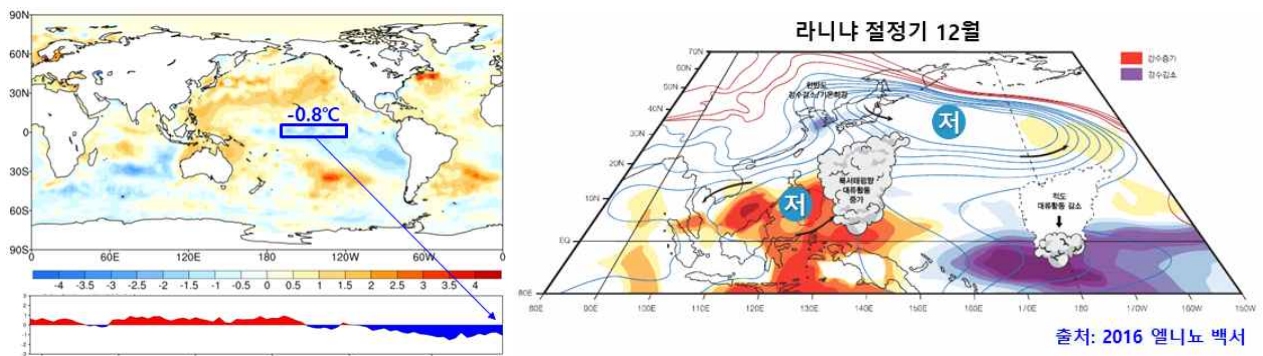 90N
60N
30N
0
30S
60S
90S
-0.8℃
0
60E
120E
180
120W
60W
0
-4
-3.5
-3
-2.5
-2
-1.5
-1
-0.5
0
0.5
1
1.5
2
2.5
3
3.5
4
라니냐 절정기 12월
70N
60N
50N
40N
30N
20N
10N
EQ
강수증가
강수감소
한반도
강수감소/기온하강
저
저
북서태평양
대류활동
증가
적도
대류활동 감소
80E
80E
90E
100E
110E
120E
130E
140E
150E
160E
170E
180
170W
160W
150W
출처: 2016 엘니뇨 백서